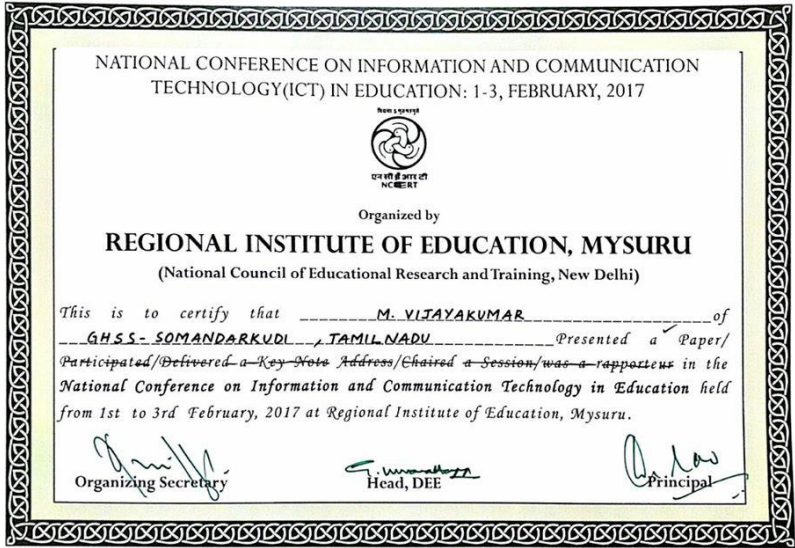 NATIONAL CONFERENCE ON INFORMATION AND COMMUNICATION
TECHNOLOGY(ICT) IN EDUCATION: 1-3, FEBRUARY, 2017
एन सी ई आर टी
NCERT
Organized by
REGIONAL INSTITUTE OF EDUCATION, MYSURU
(National Council of Educational Research and Training, New Delhi)
This is to certify that M. VIJAYAKUMAR of
GHSS - SOMANDARKUDI, TAMILNADU Presented a Paper/
Participated/Delivered a Key-Note Address/Chaired a Session/was a rapporteur in the
National Conference on Information and Communication Technology in Education held
from 1st to 3rd February, 2017 at Regional Institute of Education, Mysuru.
Organizing Secretary Head, DEE Principal